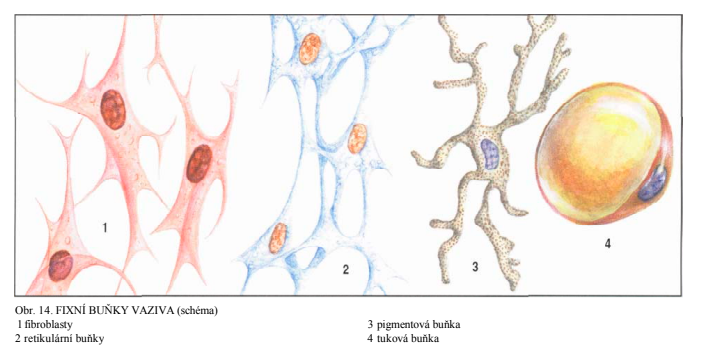 1
2
3
4
Obr. 14. FIXNÍ BUŇKY VAZIVA (schéma)
1 fibroblasty
2 retikulární buňky
3 pigmentová buňka
4 tuková buňka